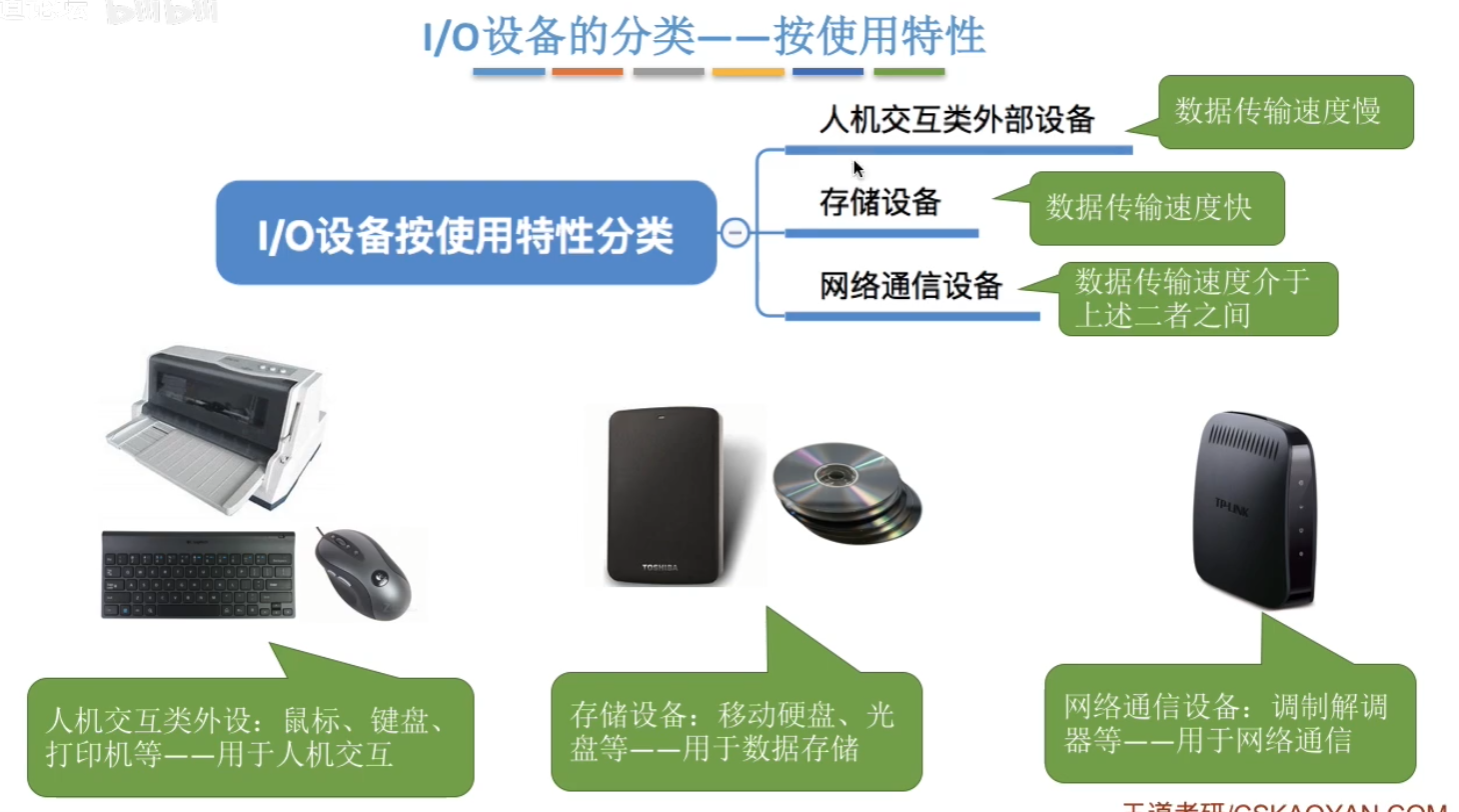 I/O设备的分类——按使用特性
人机交互类外部设备
数据传输速度慢
I/O设备按使用特性分类
存储设备
数据传输速度快
网络通信设备
数据传输速度介于
上述二者之间
TOSHIBA
TP-LINK
人机交互类外设：鼠标、键盘、
打印机等——用于人机交互
存储设备：移动硬盘、光
盘等——用于数据存储
网络通信设备：调制解调
器等——用于网络通信
王道考研/CSKAOYAN.COM